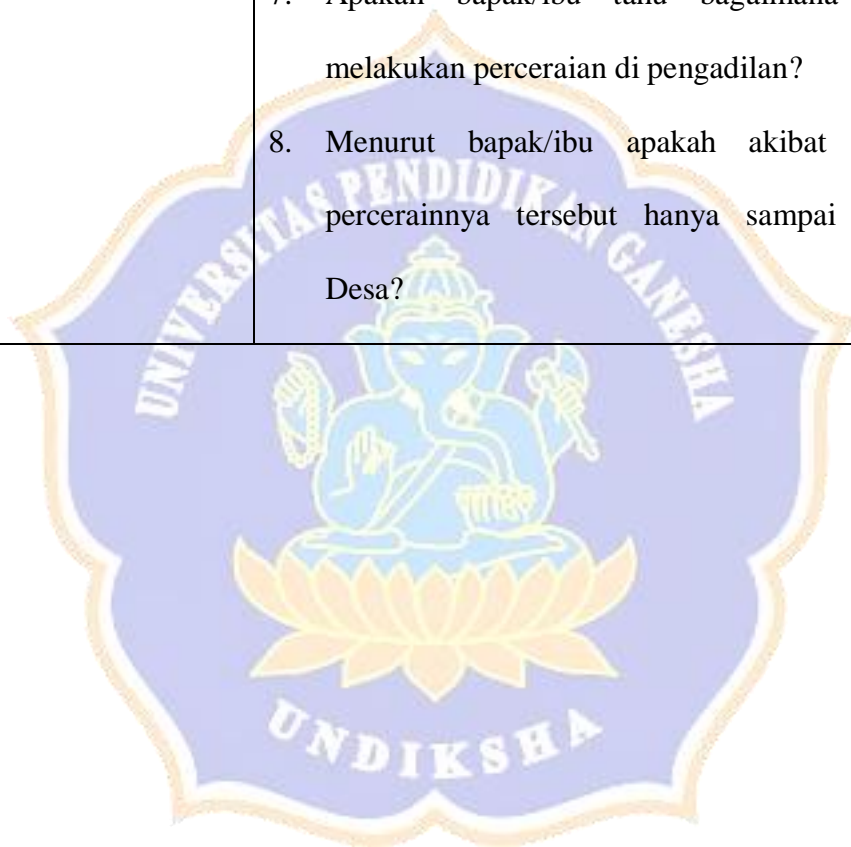 7. Apakah bapak/ibu tahu bagaimana
melakukan perceraian di pengadilan?
8. Menurut bapak/ibu apakah akibat
percerainnya tersebut hanya sampai
Desa?
UNIVERSITAS PENDIDIKAN GANESHA
UNDIKSHA